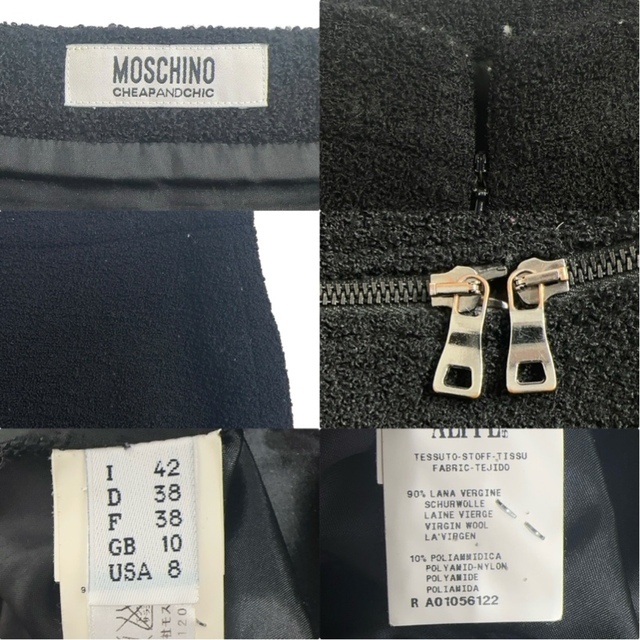 MOSCHINO
CHEAPANDCHIC
I 42
D 38
F 38
GB 10
USA 8
TESSUTO-STOFF-TISSU
FABRIC-TEJIDO
90% LANA VERGINE
SCHURWOLLE
LAINE VIERGE
VIRGIN WOOL
LA'VIRGEN
10% POLIAMMIDICA
POLYAMID-NYLON
POLYAMIDE
POLIAMIDA
R A01056122